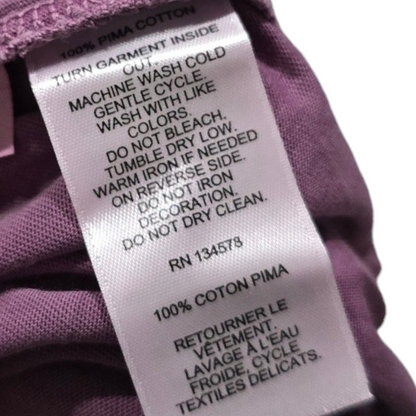 100% PIMA COTTON
TURN GARMENT INSIDE
OUT.
MACHINE WASH COLD
GENTLE CYCLE.
WASH WITH LIKE
COLORS.
DO NOT BLEACH.
TUMBLE DRY LOW.
WARM IRON IF NEEDED
ON REVERSE SIDE.
DO NOT IRON
DECORATION.
DO NOT DRY CLEAN.
RN 134578
100% COTON PIMA
RETOURNER LE
VÊTEMENT.
LAVAGE À L'EAU
FROIDE, CYCLE
TEXTILES DELICATS.